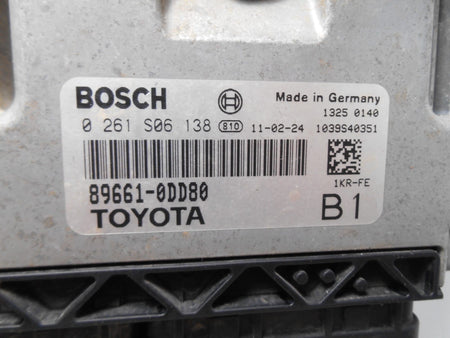 BOSCH Made in Germany
1325 0140
0 261 S06 138 810 11-02-24 1039S40351
1KR-FE
89661-0DD80
TOYOTA B1